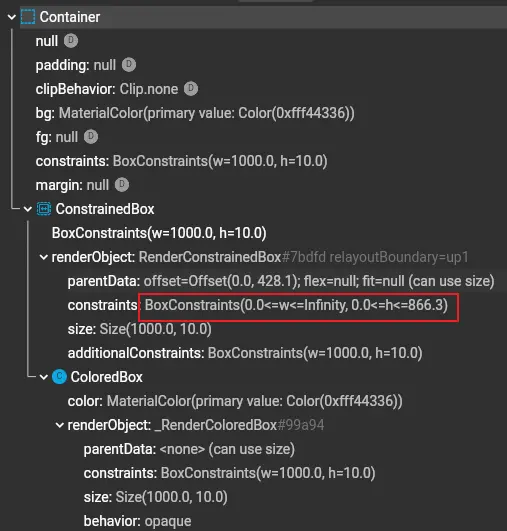 Container
null D
padding: null D
clipBehavior: Clip.none D
bg: MaterialColor(primary value: Color(0xfff44336))
fg: null D
constraints: BoxConstraints(w=1000.0, h=10.0)
margin: null D
ConstrainedBox
BoxConstraints(w=1000.0, h=10.0)
renderObject: RenderConstrainedBox#7bdfd relayoutBoundary=up1
parentData: offset=Offset(0.0, 428.1); flex=null; fit=null (can use size)
constraints: BoxConstraints(0.0<=w<=Infinity, 0.0<=h<=866.3)
size: Size(1000.0, 10.0)
additionalConstraints: BoxConstraints(w=1000.0, h=10.0)
C ColoredBox
color: MaterialColor(primary value: Color(0xfff44336))
renderObject: _RenderColoredBox#99a94
parentData: <none> (can use size)
constraints: BoxConstraints(w=1000.0, h=10.0)
size: Size(1000.0, 10.0)
behavior: opaque